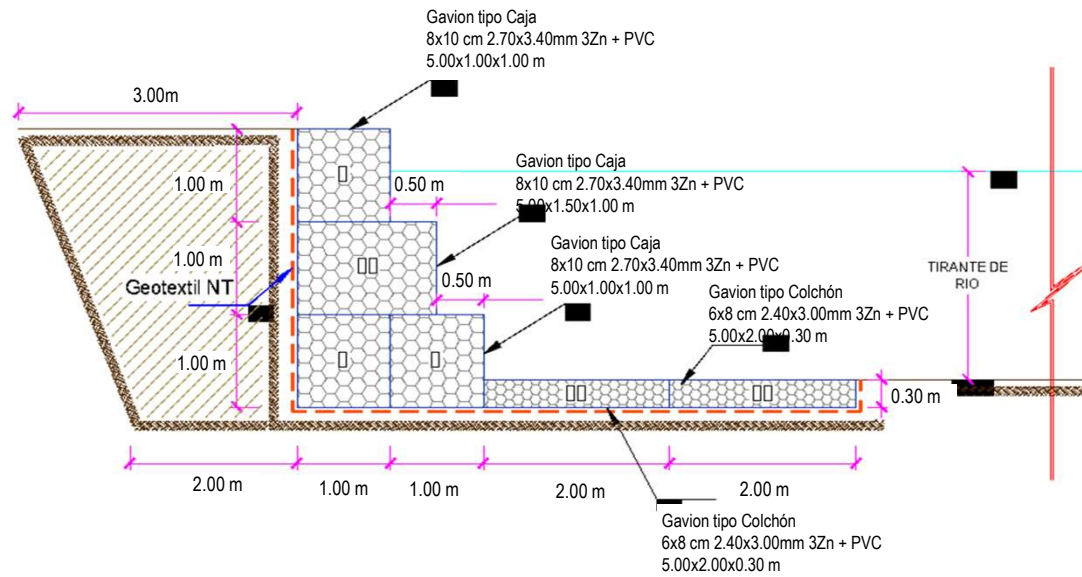 Gavion tipo Caja
8x10 cm 2.70x3.40mm 3Zn + PVC
5.00x1.00x1.00 m
3.00m
Gavion tipo Caja
8x10 cm 2.70x3.40mm 3Zn + PVC
5.00x1.50x1.00 m
1.00 m
0.50 m
Gavion tipo Caja
8x10 cm 2.70x3.40mm 3Zn + PVC
5.00x1.00x1.00 m
1.00 m
0.50 m
Geotextil NT
TIRANTE DE
RIO
Gavion tipo Colchón
6x8 cm 2.40x3.00mm 3Zn + PVC
5.00x2.00x0.30 m
1.00 m
0.30 m
2.00 m
1.00 m
1.00 m
2.00 m
2.00 m
Gavion tipo Colchón
6x8 cm 2.40x3.00mm 3Zn + PVC
5.00x2.00x0.30 m